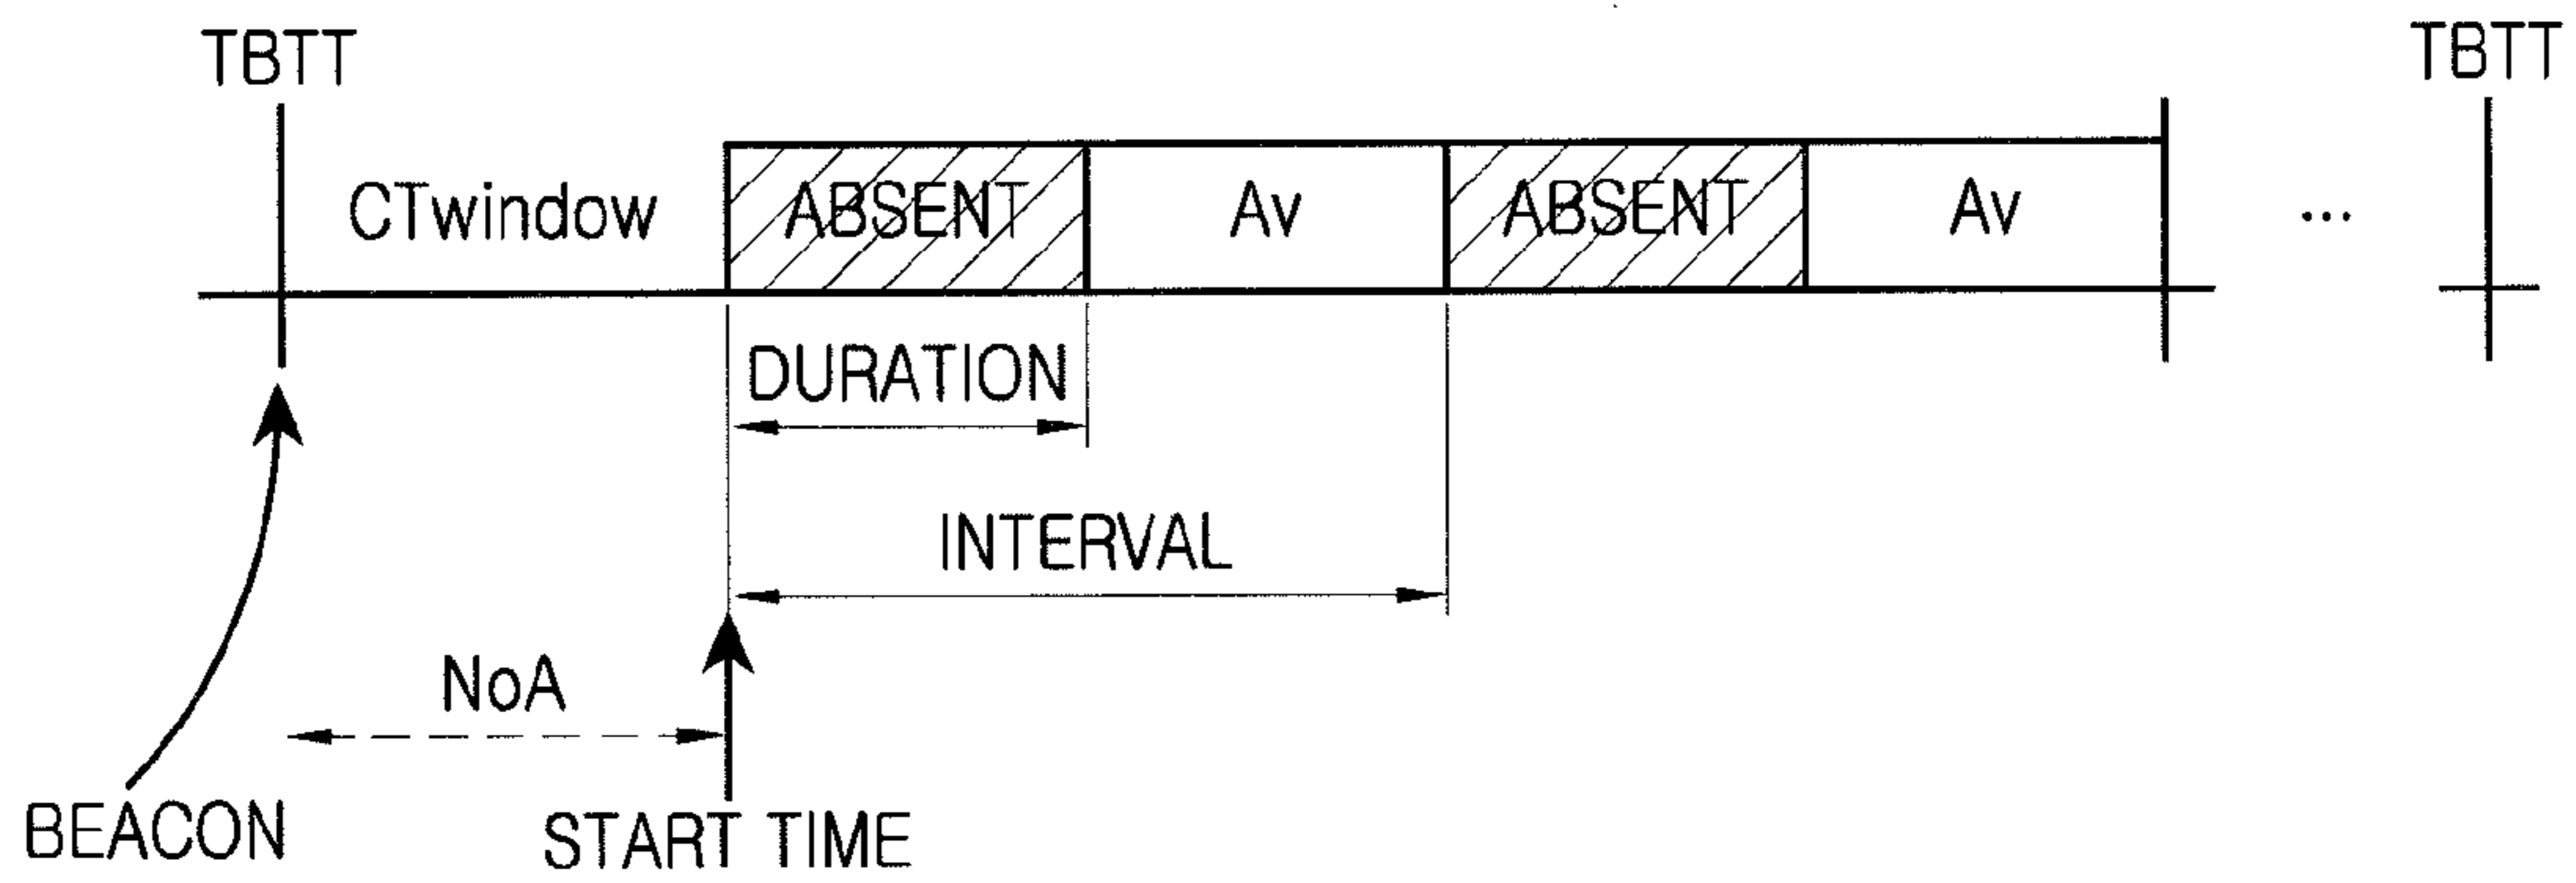 TBTT
TBTT
CTwindow
ABSENT
Av
ABSENT
Av
...
DURATION
INTERVAL
NoA
BEACON
START TIME